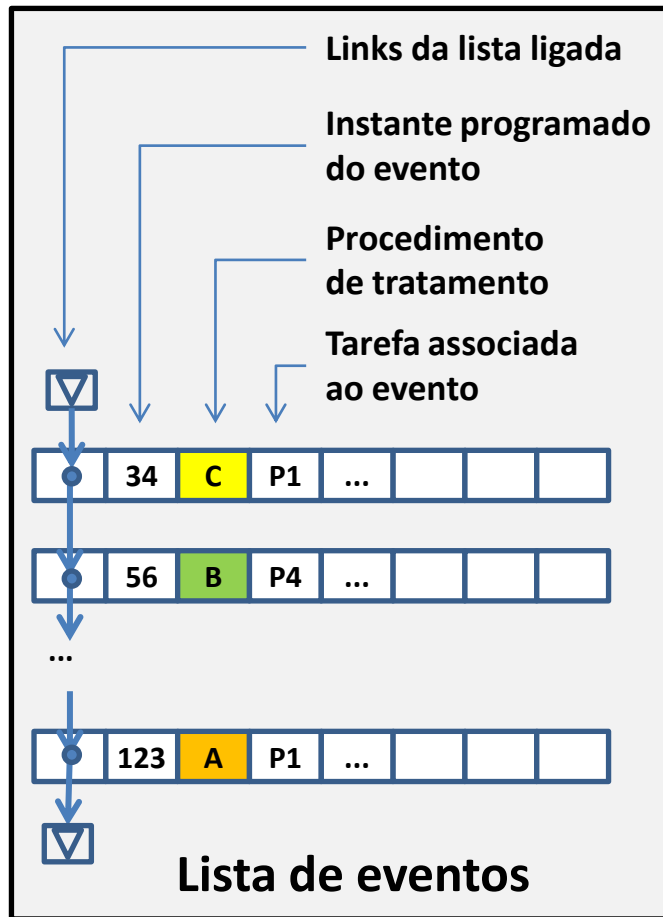 Links da lista ligada
Instante programado
do evento
Procedimento
de tratamento
Tarefa associada
ao evento
34 C P1 ...
56 B P4 ...
...
123 A P1 ...
Lista de eventos